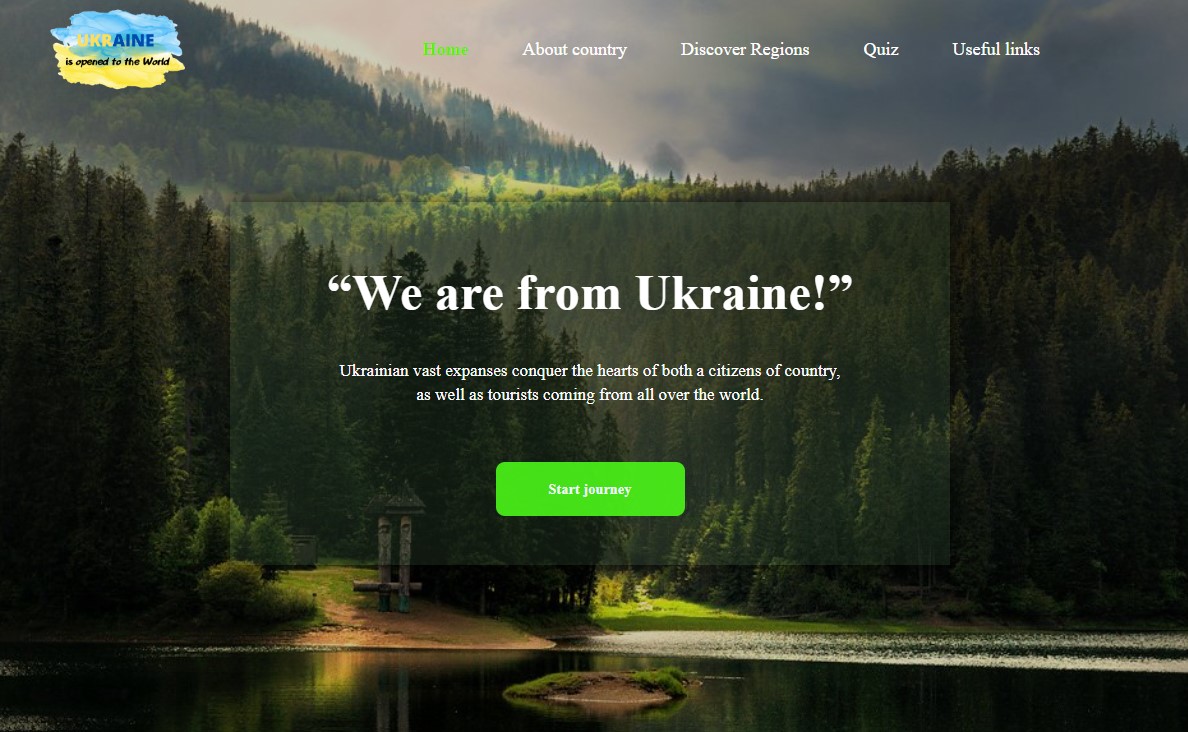 UKRAINE
is opened to the World
Home About country Discover Regions Quiz Useful links
“We are from Ukraine!”
Ukrainian vast expanses conquer the hearts of both a citizens of country,
as well as tourists coming from all over the world.
Start journey